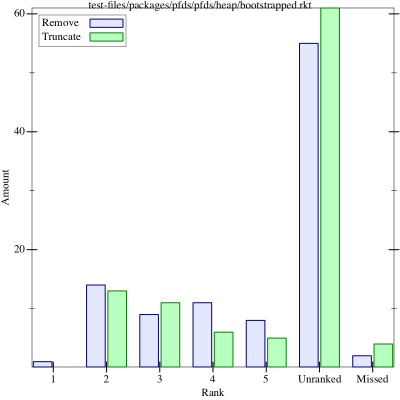 test-files/packages/pfds/pfds/heap/bootstrapped.rkt
60
Remove
Truncate
40
Amount
20
1 2 3 4 5 Unranked Missed
Rank